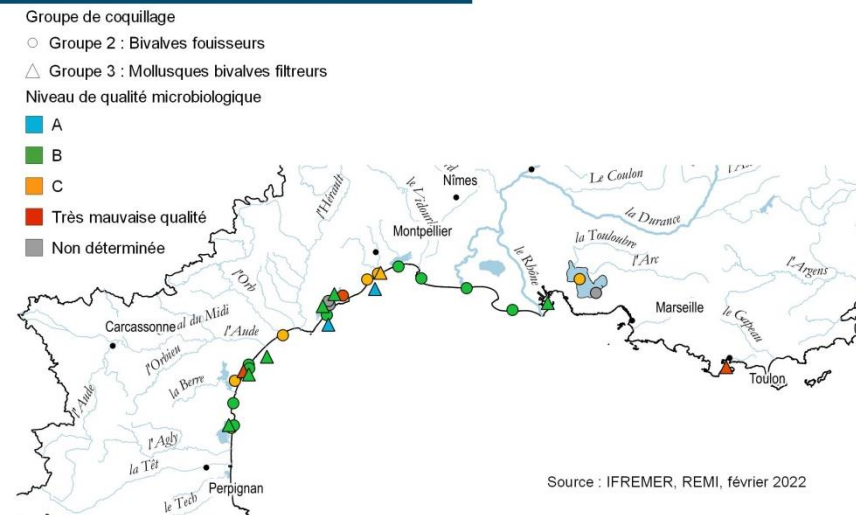 Groupe de coquillage
Groupe 2 : Bivalves fouisseurs
Groupe 3 : Mollusques bivalves filtreurs
Niveau de qualité microbiologique
A
B
C
Très mauvaise qualité
Non déterminée
Nîmes
Le Coulon
l'Hérault
le Vidourl
la Durance
Montpellier
la Touloubre
le Rhône
l'Arc
l'Argens
l'Orb
Marseille
Carcassonne
al du Midi
l'Aude
le Gapeau
l'Orbieu
la Berre
Toulon
l'Aude
l'Agly
la Têt
Perpignan
le Tech
Source : IFREMER, REMI, février 2022